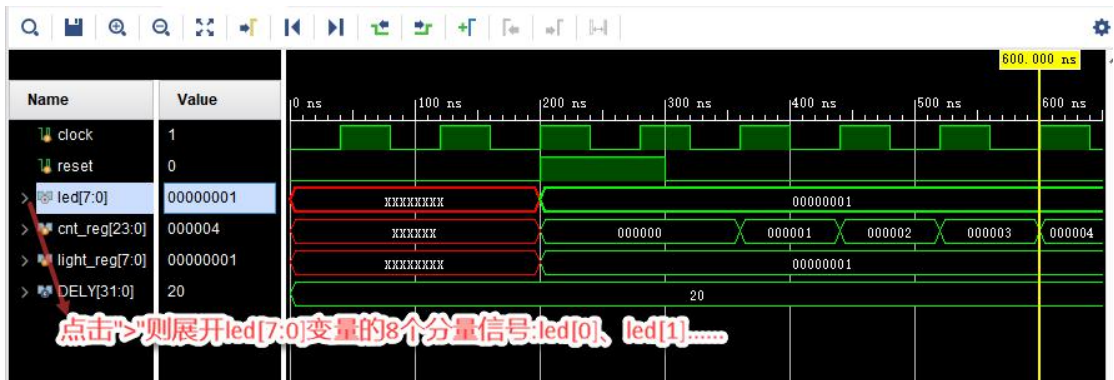 600.000 ns
Name Value
0 ns 100 ns 200 ns 300 ns 400 ns 500 ns 600 ns
clock 1
reset 0
led[7:0] 00000001 XXXXXXXX 00000001
cnt_reg[23:0] 000004 XXXXXX 000000 000001 000002 000003 000004
light_reg[7:0] 00000001 XXXXXXXX 00000001
DELY[31:0] 20 20
点击">"则展开led[7:0]变量的8个分量信号:led[0]、led[1]......